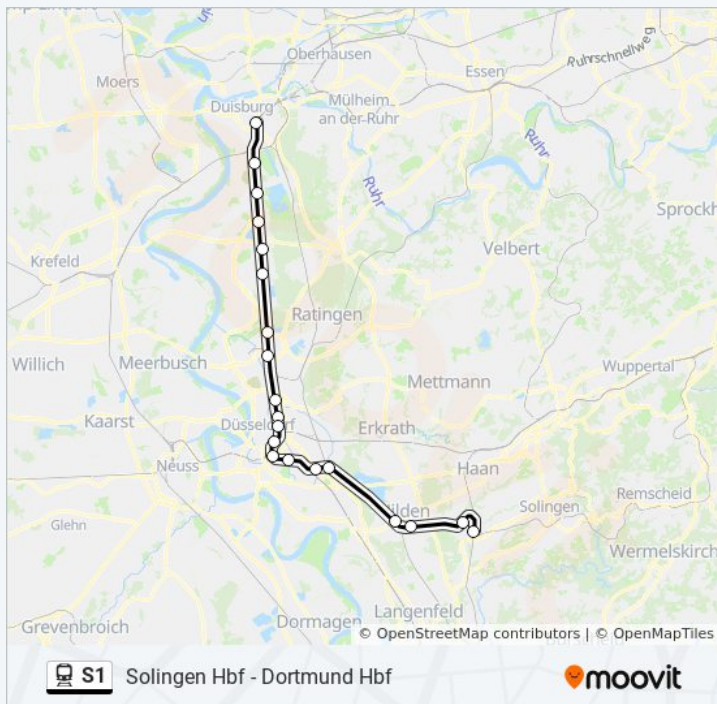 Oberhausen
Essen
Ruhrschnellweg
Moers
Duisburg
Mülheim
an der Ruhr
Ruhr
Ruhr
Sprockh
Velbert
Krefeld
Ratingen
Willich
Meerbusch
Wuppertal
Mettmann
Kaarst
Düsseldorf
Erkrath
Neuss
Haan
Remscheid
Solingen
Glehn
ilden
Wermelskirch
Langenfeld
Dormagen
Grevenbroich
© OpenStreetMap contributors | © OpenMapTiles
S1 Solingen Hbf - Dortmund Hbf
moovit